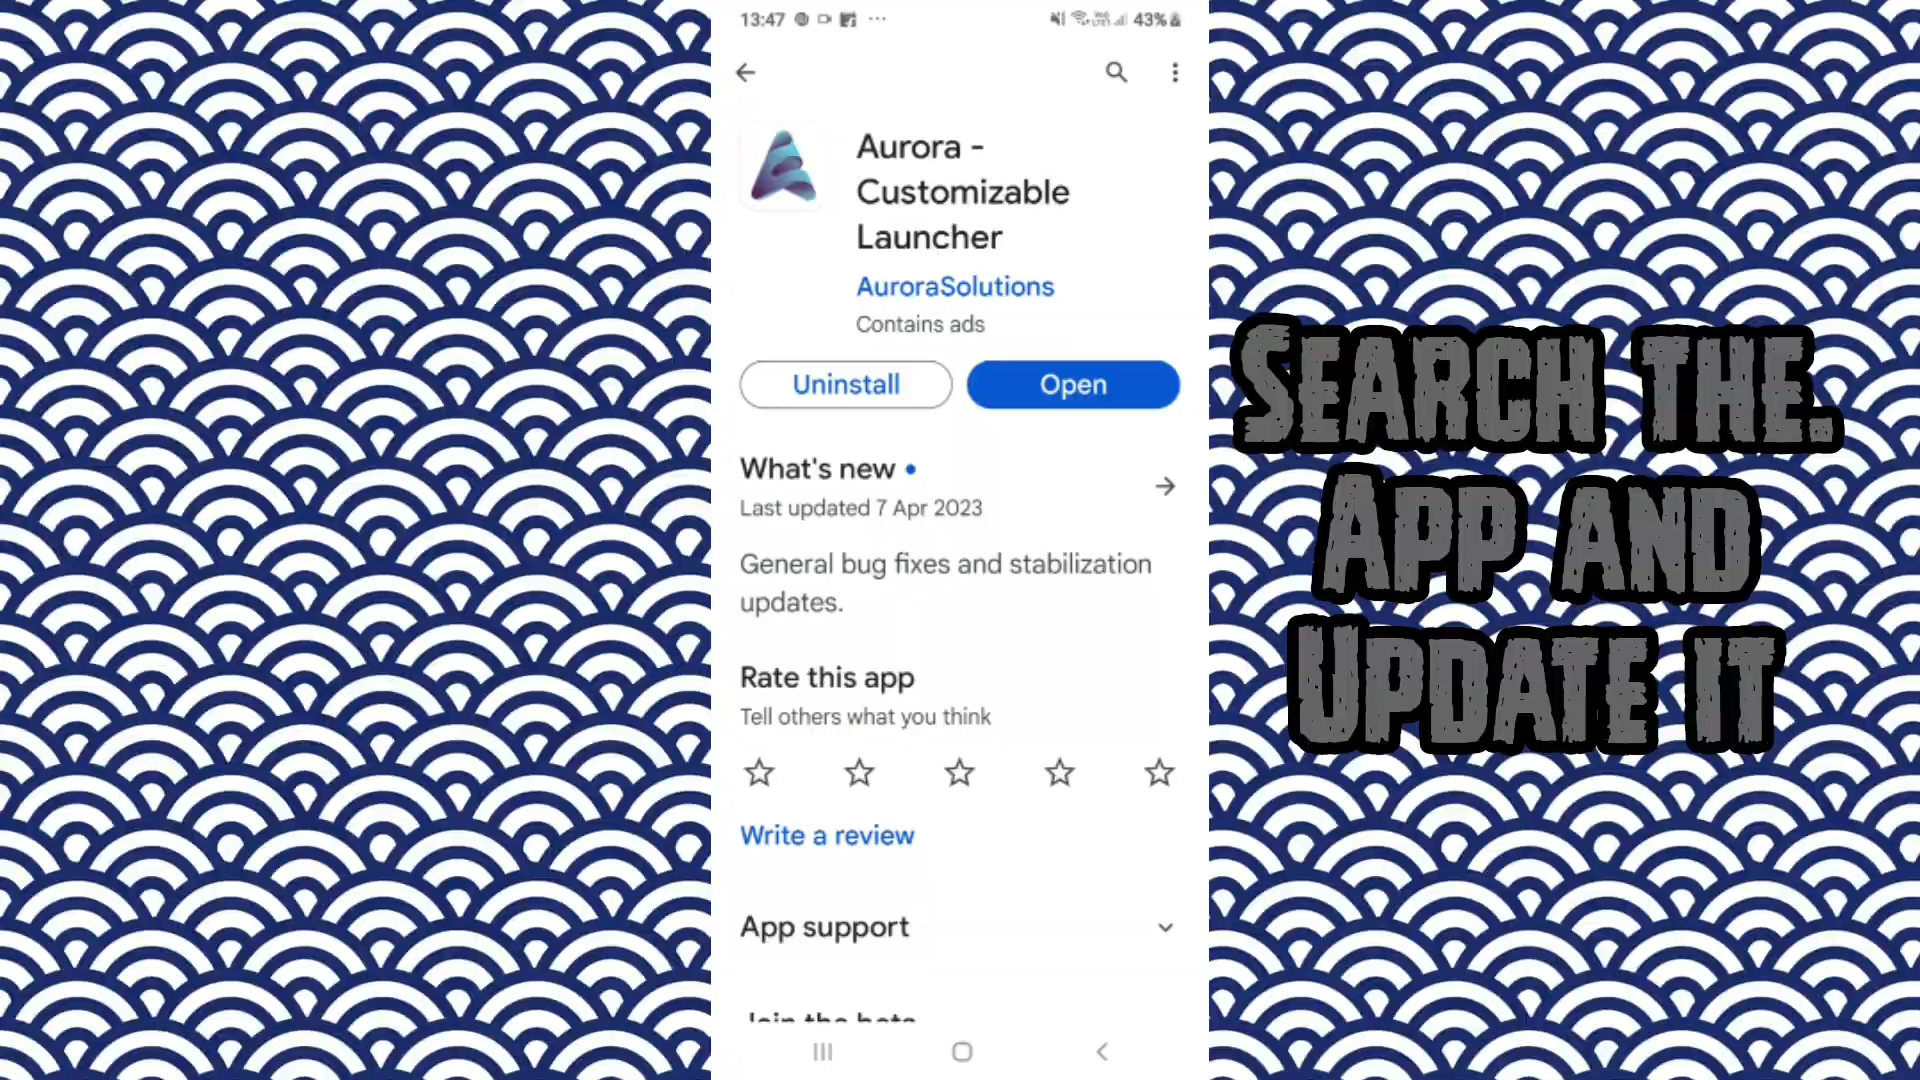 13:47
43%
Aurora -
Customizable
Launcher
AuroraSolutions
Contains ads
Uninstall
Open
What's new
Last updated 7 Apr 2023
General bug fixes and stabilization
updates.
Rate this app
Tell others what you think
Write a review
App support
Search the.
App and
Update it